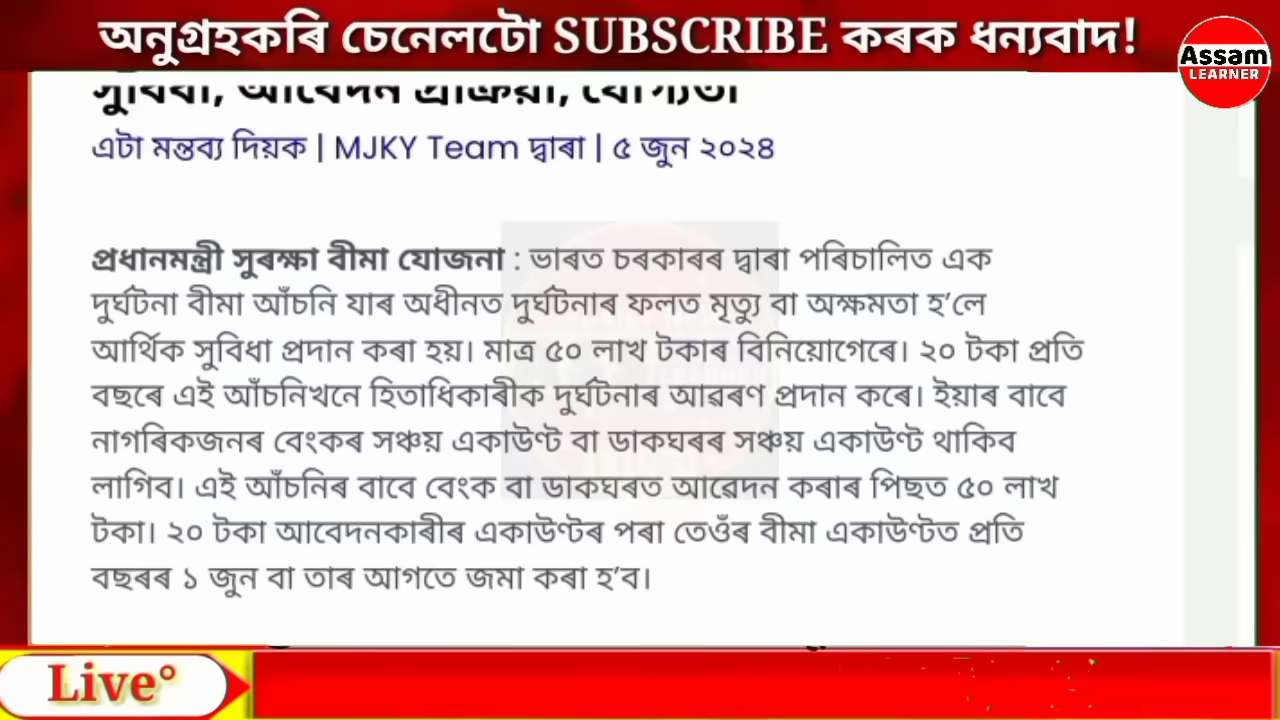 অনুগ্ৰহকৰি চেনেলটো SUBSCRIBE কৰক ধন্যবাদ!
Assam
LEARNER
সুবিধা, আবেদন প্ৰক্ৰিয়া, যোগ্যতা
এটা মন্তব্য দিয়ক | MJKY Team দ্বাৰা | ৫ জুন ২০২৪
প্ৰধানমন্ত্ৰী সুৰক্ষা বীমা যোজনা : ভাৰত চৰকাৰৰ দ্বাৰা পৰিচালিত এক
দুৰ্ঘটনা বীমা আঁচনি যাৰ অধীনত দুৰ্ঘটনাৰ ফলত মৃত্যু বা অক্ষমতা হ’লে
আৰ্থিক সুবিধা প্ৰদান কৰা হয়। মাত্ৰ ৫০ লাখ টকাৰ বিনিয়োগেৰে। ২০ টকা প্ৰতি
বছৰে এই আঁচনিখনে হিতাধিকাৰীক দুৰ্ঘটনাৰ আৱৰণ প্ৰদান কৰে। ইয়াৰ বাবে
নাগৰিকজনৰ বেংকৰ সঞ্চয় একাউণ্ট বা ডাকঘৰৰ সঞ্চয় একাউণ্ট থাকিব
লাগিব। এই আঁচনিৰ বাবে বেংক বা ডাকঘৰত আৱেদন কৰাৰ পিছত ৫০ লাখ
টকা। ২০ টকা আবেদনকাৰীৰ একাউণ্টৰ পৰা তেওঁৰ বীমা একাউণ্টত প্ৰতি
বছৰৰ ১ জুন বা তাৰ আগতে জমা কৰা হ’ব।
Live°